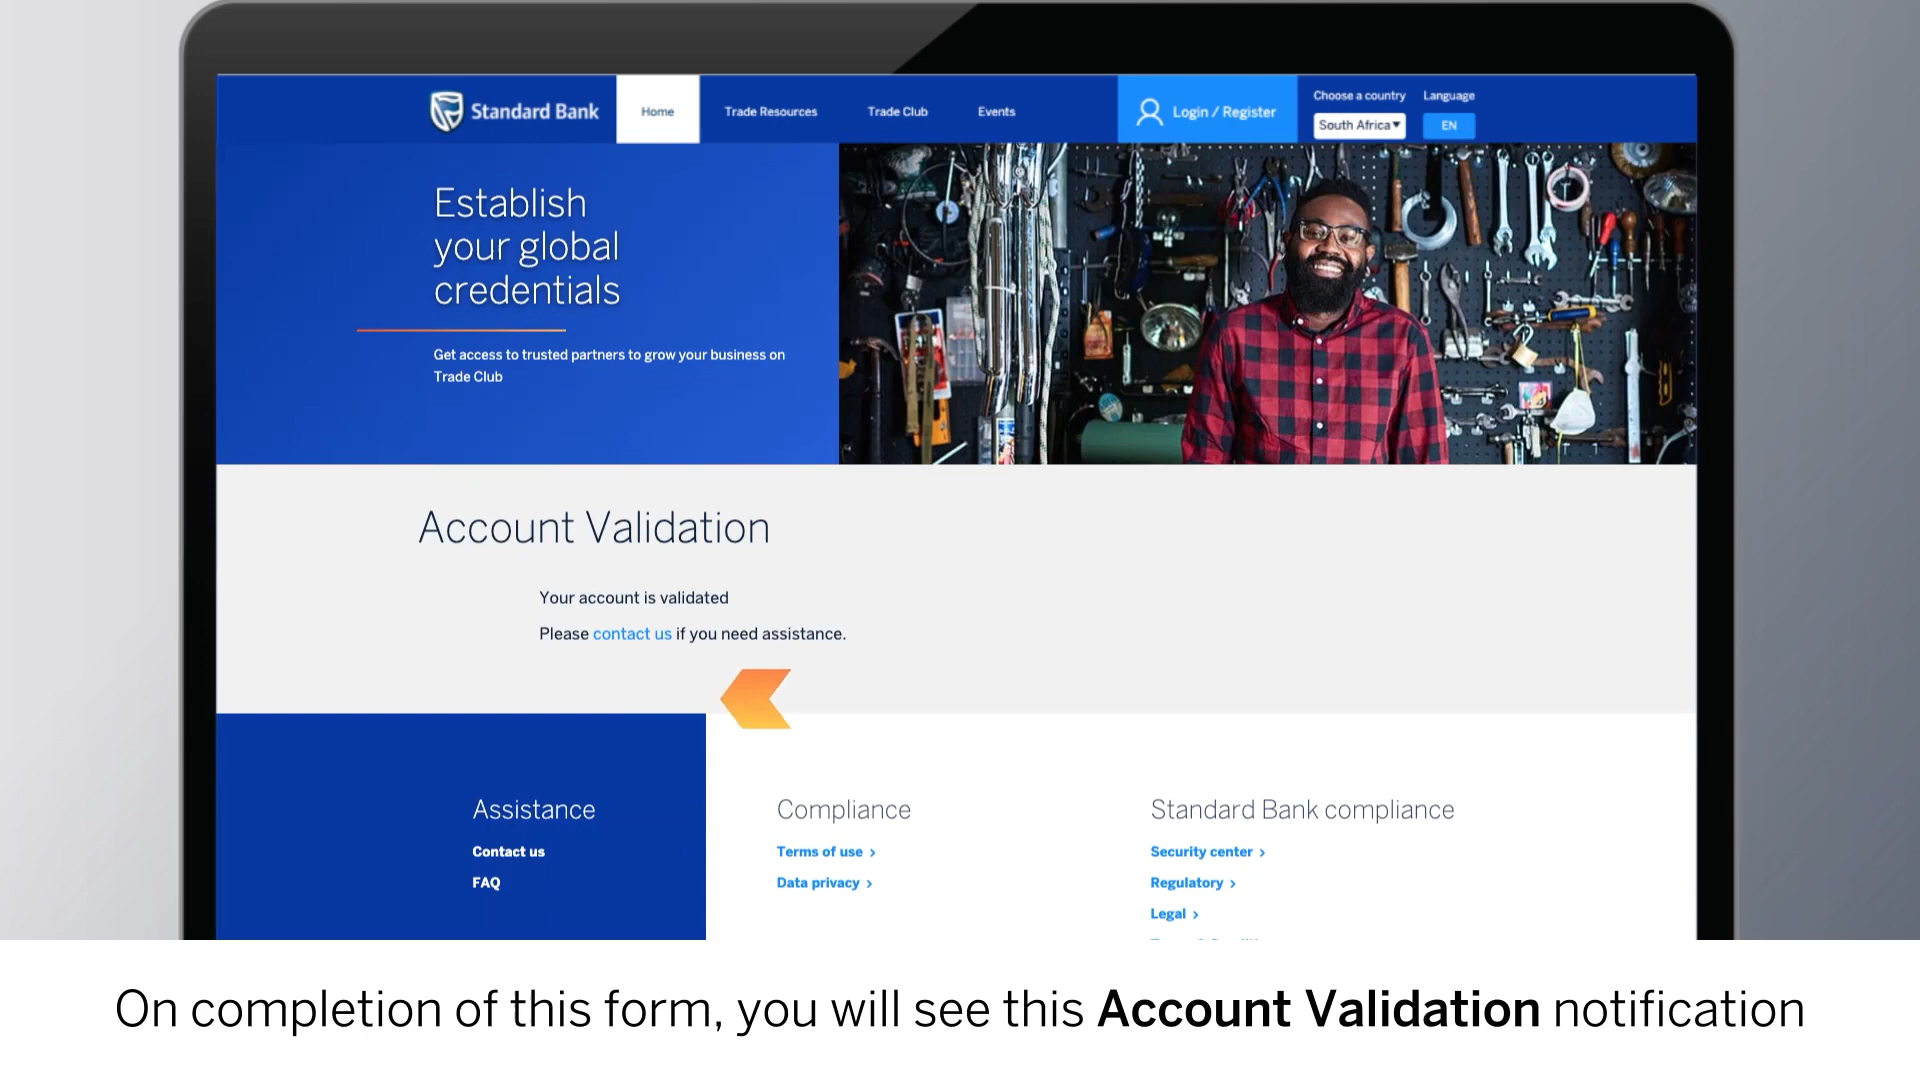 Standard Bank
Home
Trade Resources
Trade Club
Events
Login / Register
Choose a country
Language
South Africa
EN
Establish
your global
credentials
Get access to trusted partners to grow your business on
Trade Club
Account Validation
Your account is validated
Please contact us if you need assistance.
Assistance
Contact us
FAQ
Compliance
Terms of use >
Data privacy >
Standard Bank compliance
Security center >
Regulatory >
Legal >
On completion of this form, you will see this Account Validation notification